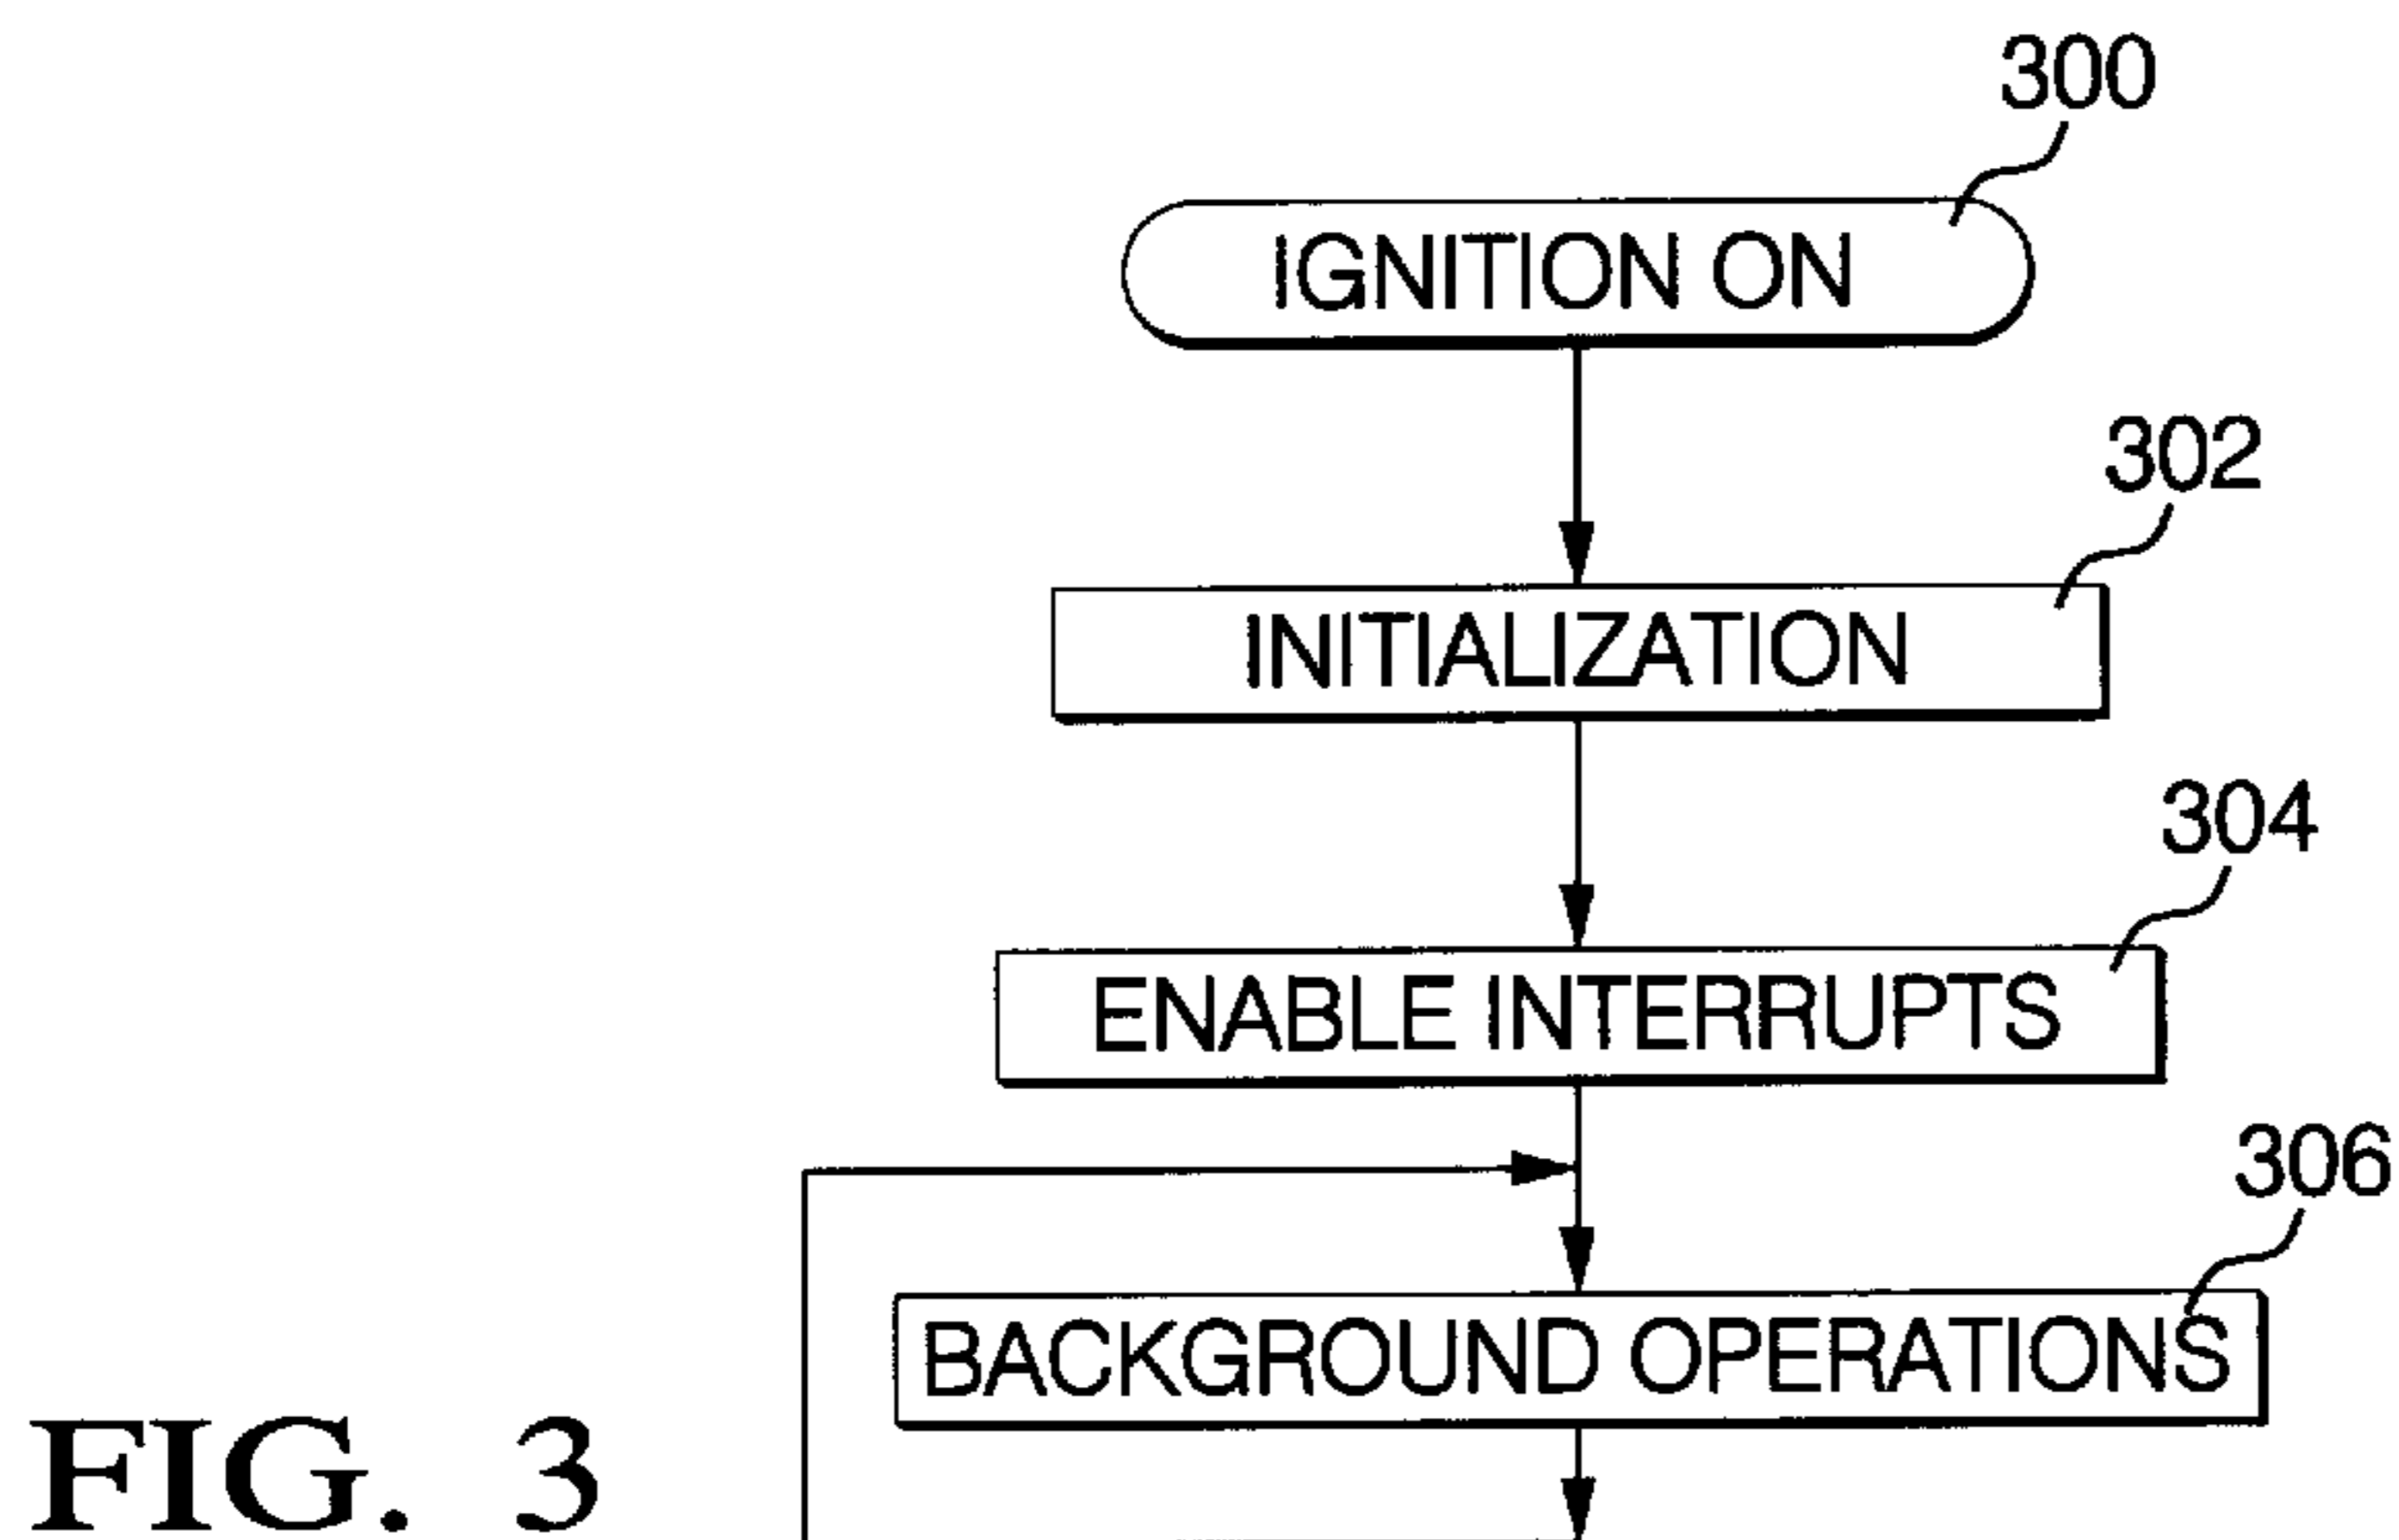 300
IGNITION ON
302
INITIALIZATION
304
ENABLE INTERRUPTS
306
BACKGROUND OPERATIONS
FIG. 3